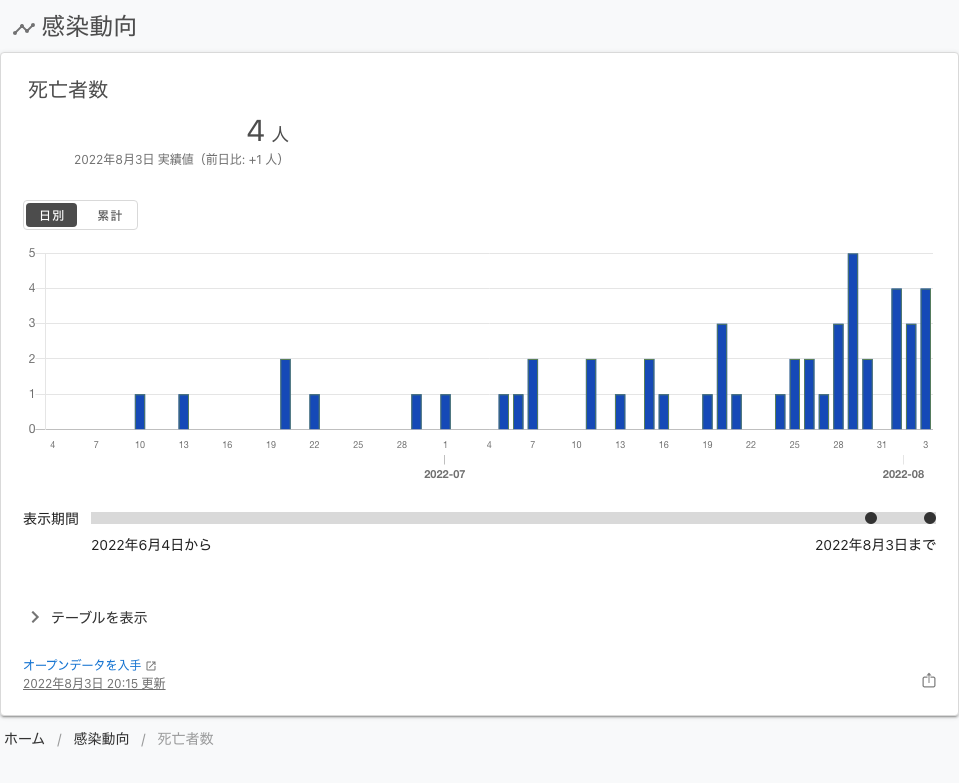 感染動向
死亡者数
4 人
2022年8月3日 実績値（前日比: +1 人）
日別 累計
5
4
3
2
1
0
4 7 10 13 16 19 22 25 28 1 4 7 10 13 16 19 22 25 28 31 3
2022-07 2022-08
表示期間
2022年6月4日から 2022年8月3日まで
テーブルを表示
オープンデータを入手
2022年8月3日 20:15 更新
ホーム / 感染動向 / 死亡者数